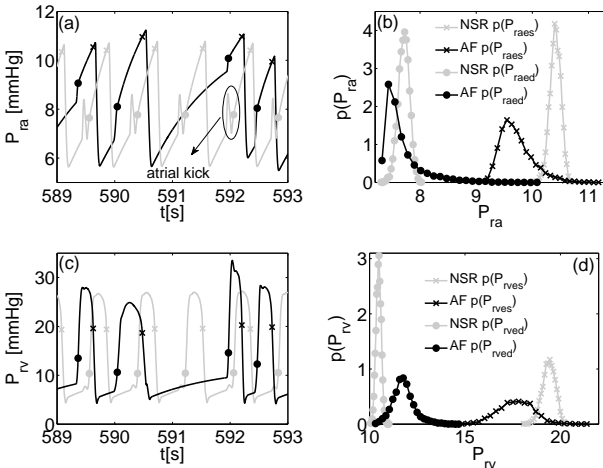 (a)
P_ra [mmHg]
12
10
8
6
589 590 591 592 593
t[s]
atrial kick
(b)
p(P_ra)
5
4
3
2
1
0
8 9 10 11
P_ra
NSR p(P_raes)
AF p(P_raes)
NSR p(P_raed)
AF p(P_raed)
(c)
P_rv [mmHg]
30
20
10
0
589 590 591 592 593
t[s]
(d)
p(P_rv)
3
2
1
0
10 15 20
P_rv
NSR p(P_rves)
AF p(P_rves)
NSR p(P_rved)
AF p(P_rved)